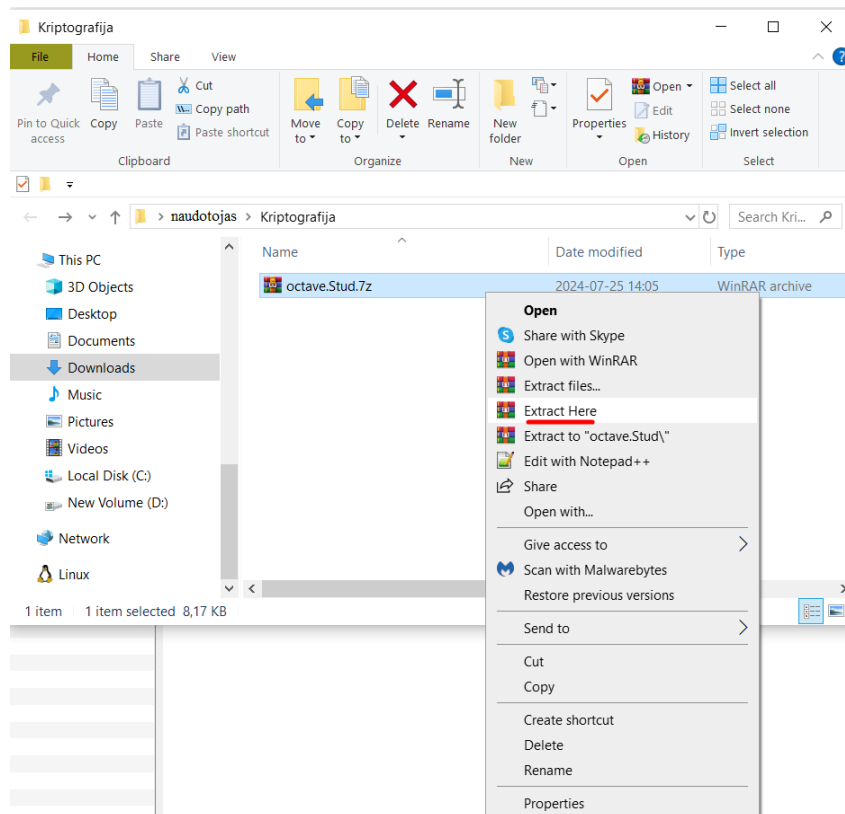 Kriptografija
File Home Share View
Pin to Quick access
Copy
Paste
Cut
Copy path
Paste shortcut
Clipboard
Move to
Copy to
Delete
Rename
Organize
New folder
New
Properties
Open
Edit
History
Open
Select all
Select none
Invert selection
Select
naudotojas > Kriptografija
Search Kri...
This PC
3D Objects
Desktop
Documents
Downloads
Music
Pictures
Videos
Local Disk (C:)
New Volume (D:)
Network
Linux
Name Date modified Type
octave.Stud.7z 2024-07-25 14:05 WinRAR archive
Open
Share with Skype
Open with WinRAR
Extract files...
Extract Here
Extract to "octave.Stud\"
Edit with Notepad++
Share
Open with...
Give access to
Scan with Malwarebytes
Restore previous versions
Send to
Cut
Copy
Create shortcut
Delete
Rename
Properties
1 item 1 item selected 8,17 KB